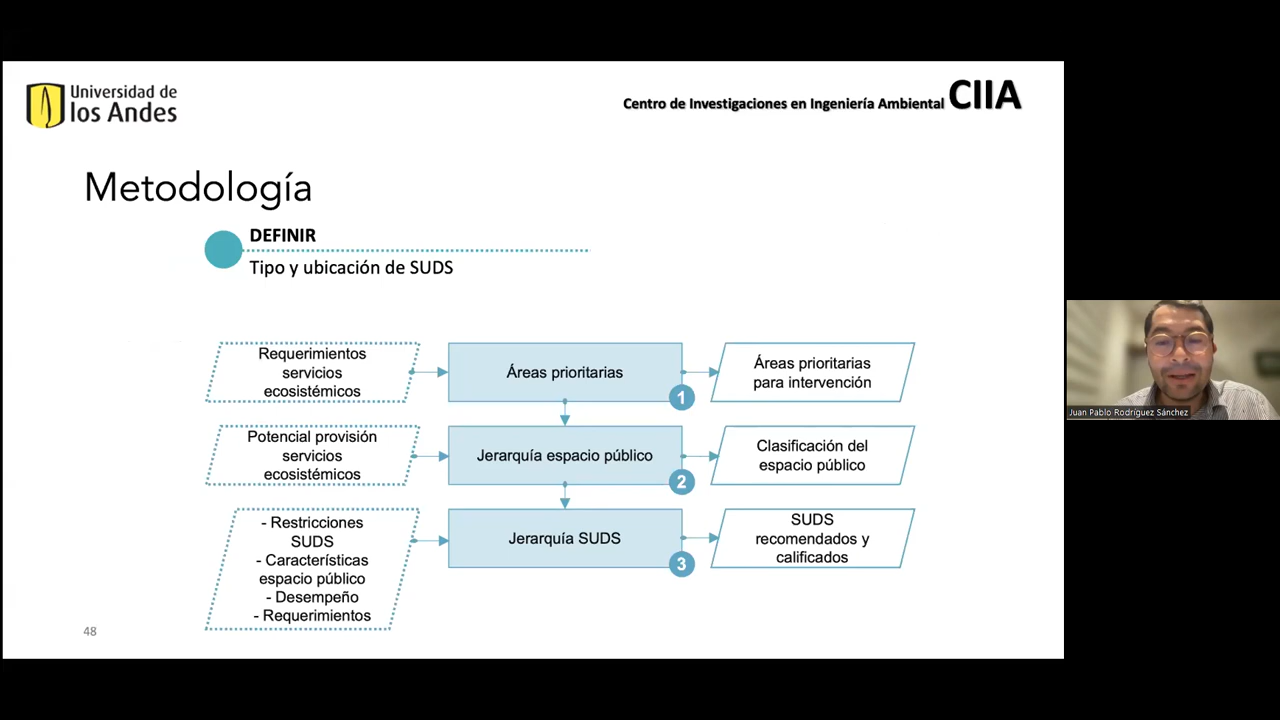 Universidad de
los Andes
Centro de Investigaciones en Ingeniería Ambiental CIIA
Metodología
DEFINIR
Tipo y ubicación de SUDS
Requerimientos
servicios
ecosistémicos
Áreas prioritarias
1
Áreas prioritarias
para intervención
Potencial provisión
servicios
ecosistémicos
Jerarquía espacio público
2
Clasificación del
espacio público
- Restricciones
SUDS
- Características
espacio público
- Desempeño
- Requerimientos
Jerarquía SUDS
3
SUDS
recomendados y
calificados
48
Juan Pablo Rodríguez Sánchez